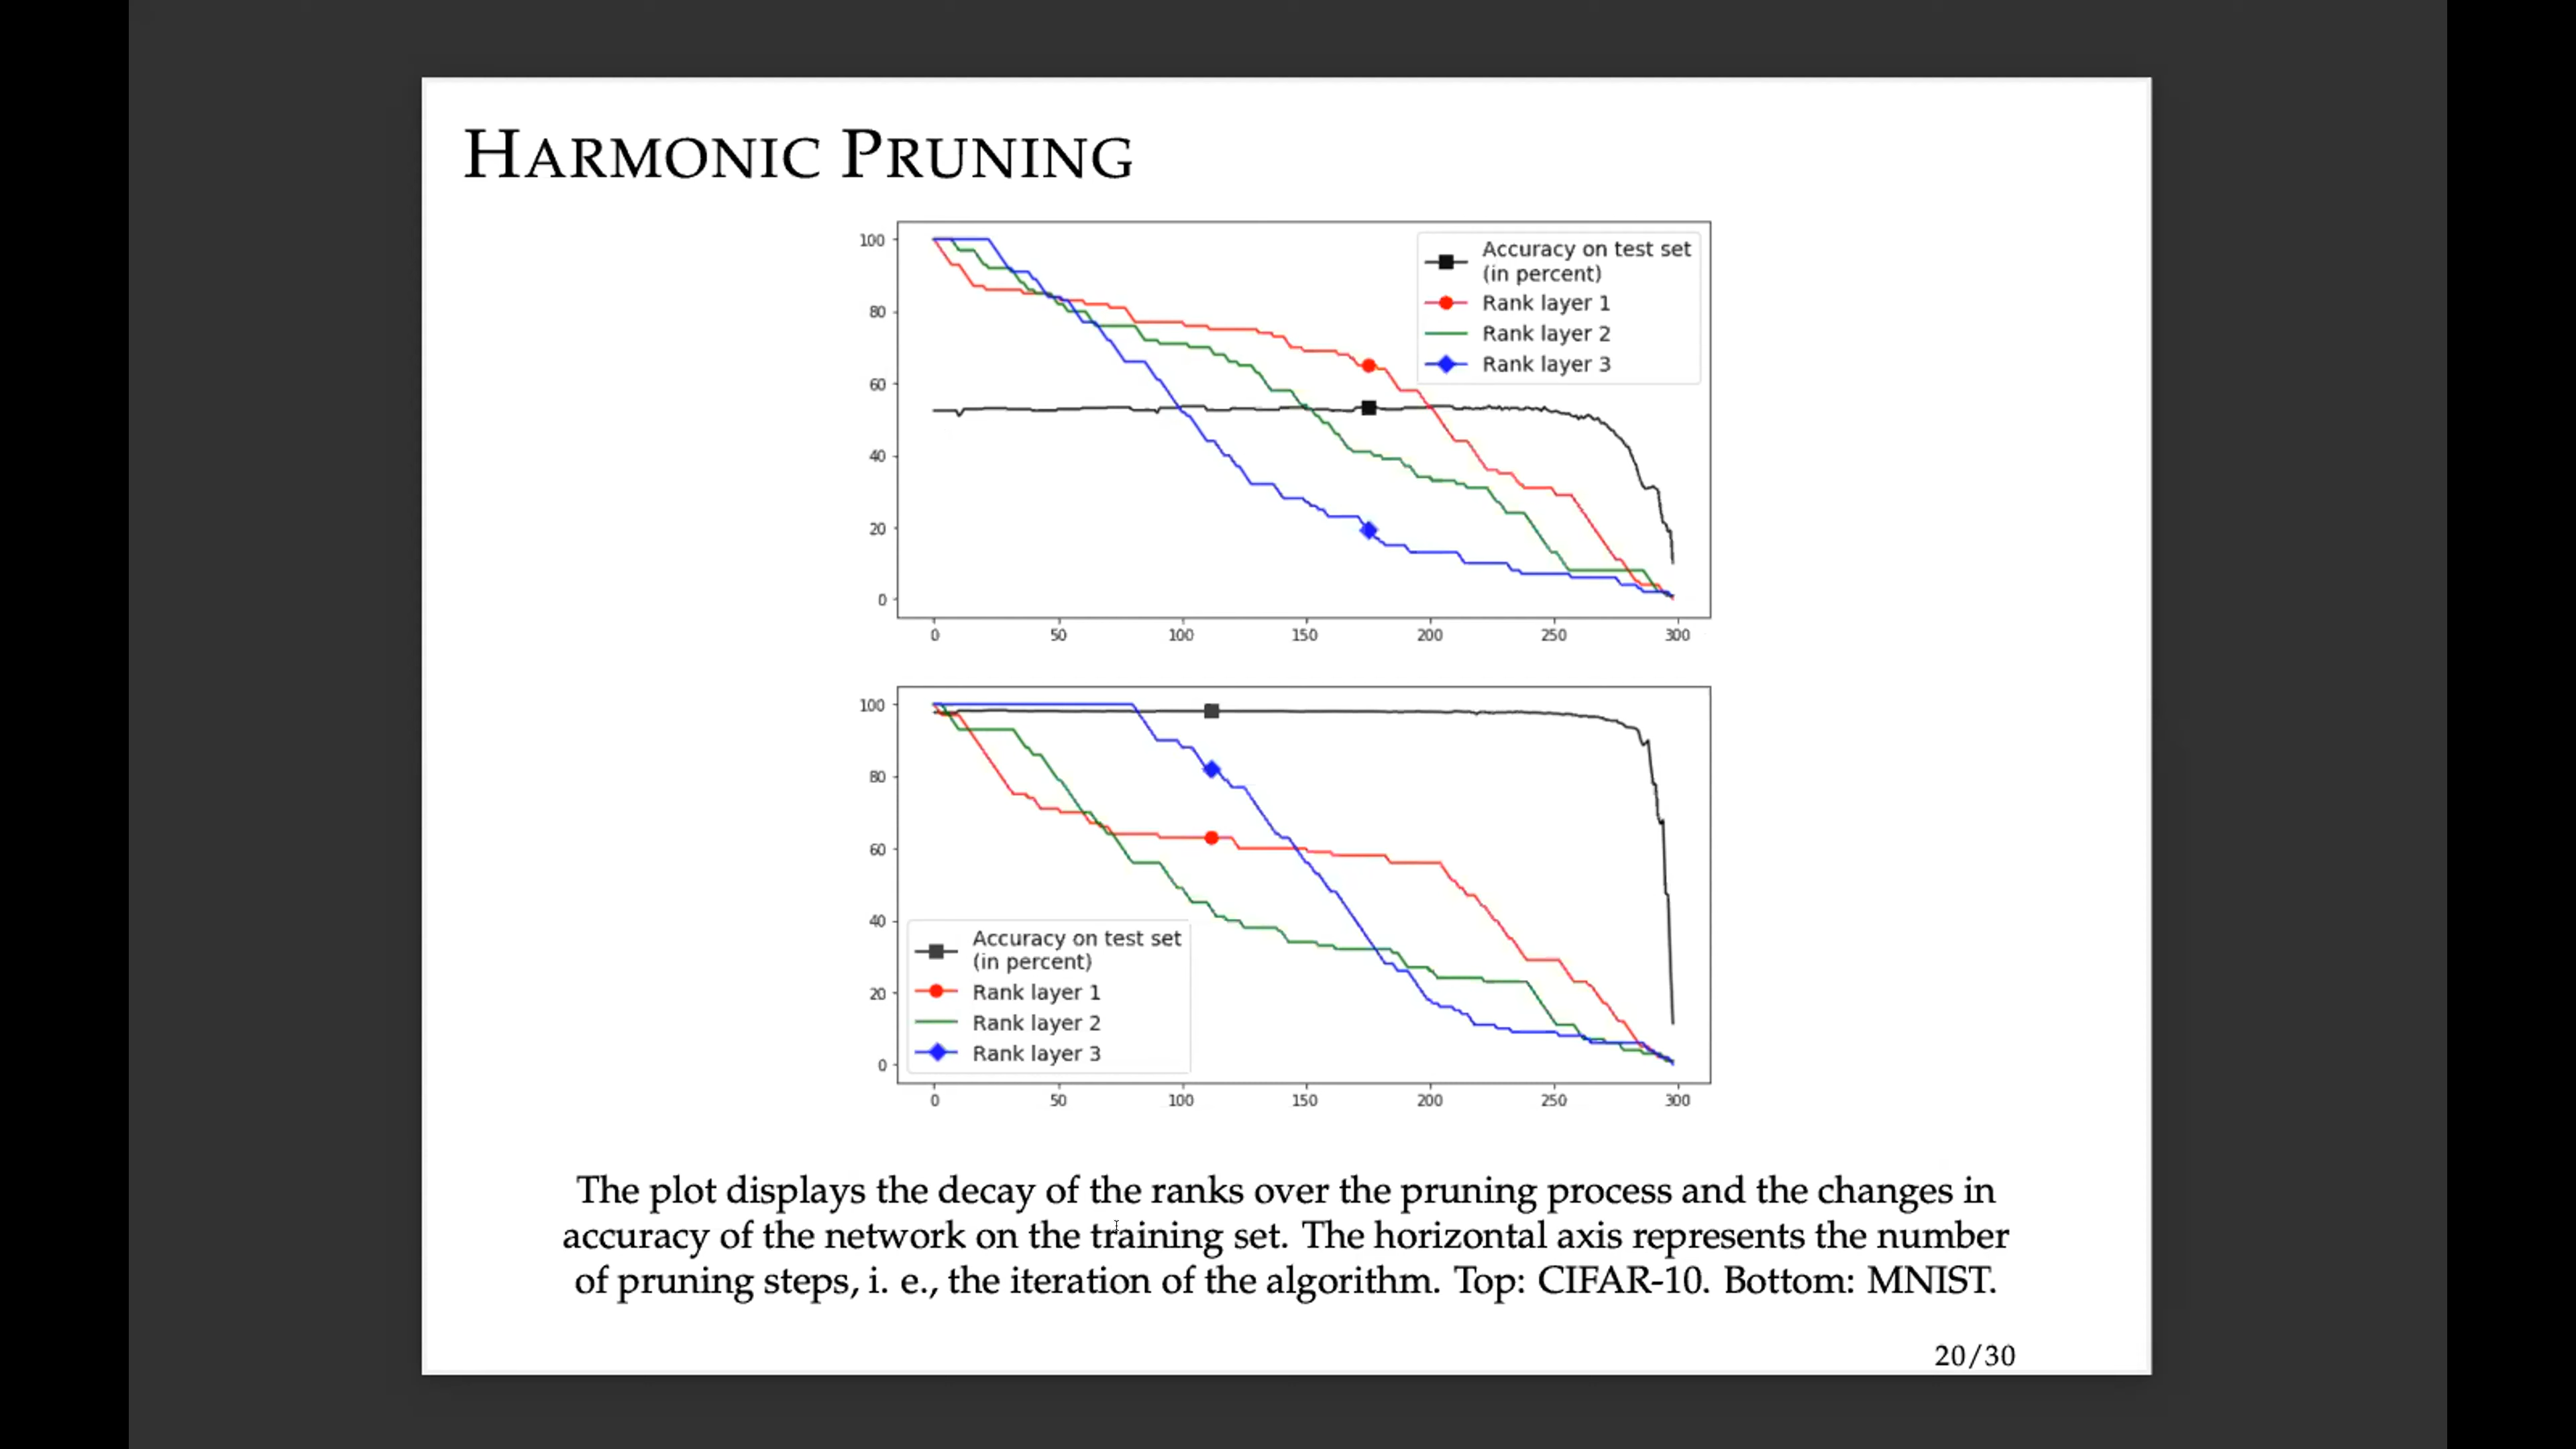 HARMONIC PRUNING
100
80
60
40
20
0
0 50 100 150 200 250 300
Accuracy on test set
(in percent)
Rank layer 1
Rank layer 2
Rank layer 3
100
80
60
40
20
0
0 50 100 150 200 250 300
Accuracy on test set
(in percent)
Rank layer 1
Rank layer 2
Rank layer 3
The plot displays the decay of the ranks over the pruning process and the changes in
accuracy of the network on the training set. The horizontal axis represents the number
of pruning steps, i. e., the iteration of the algorithm. Top: CIFAR-10. Bottom: MNIST.
20/30